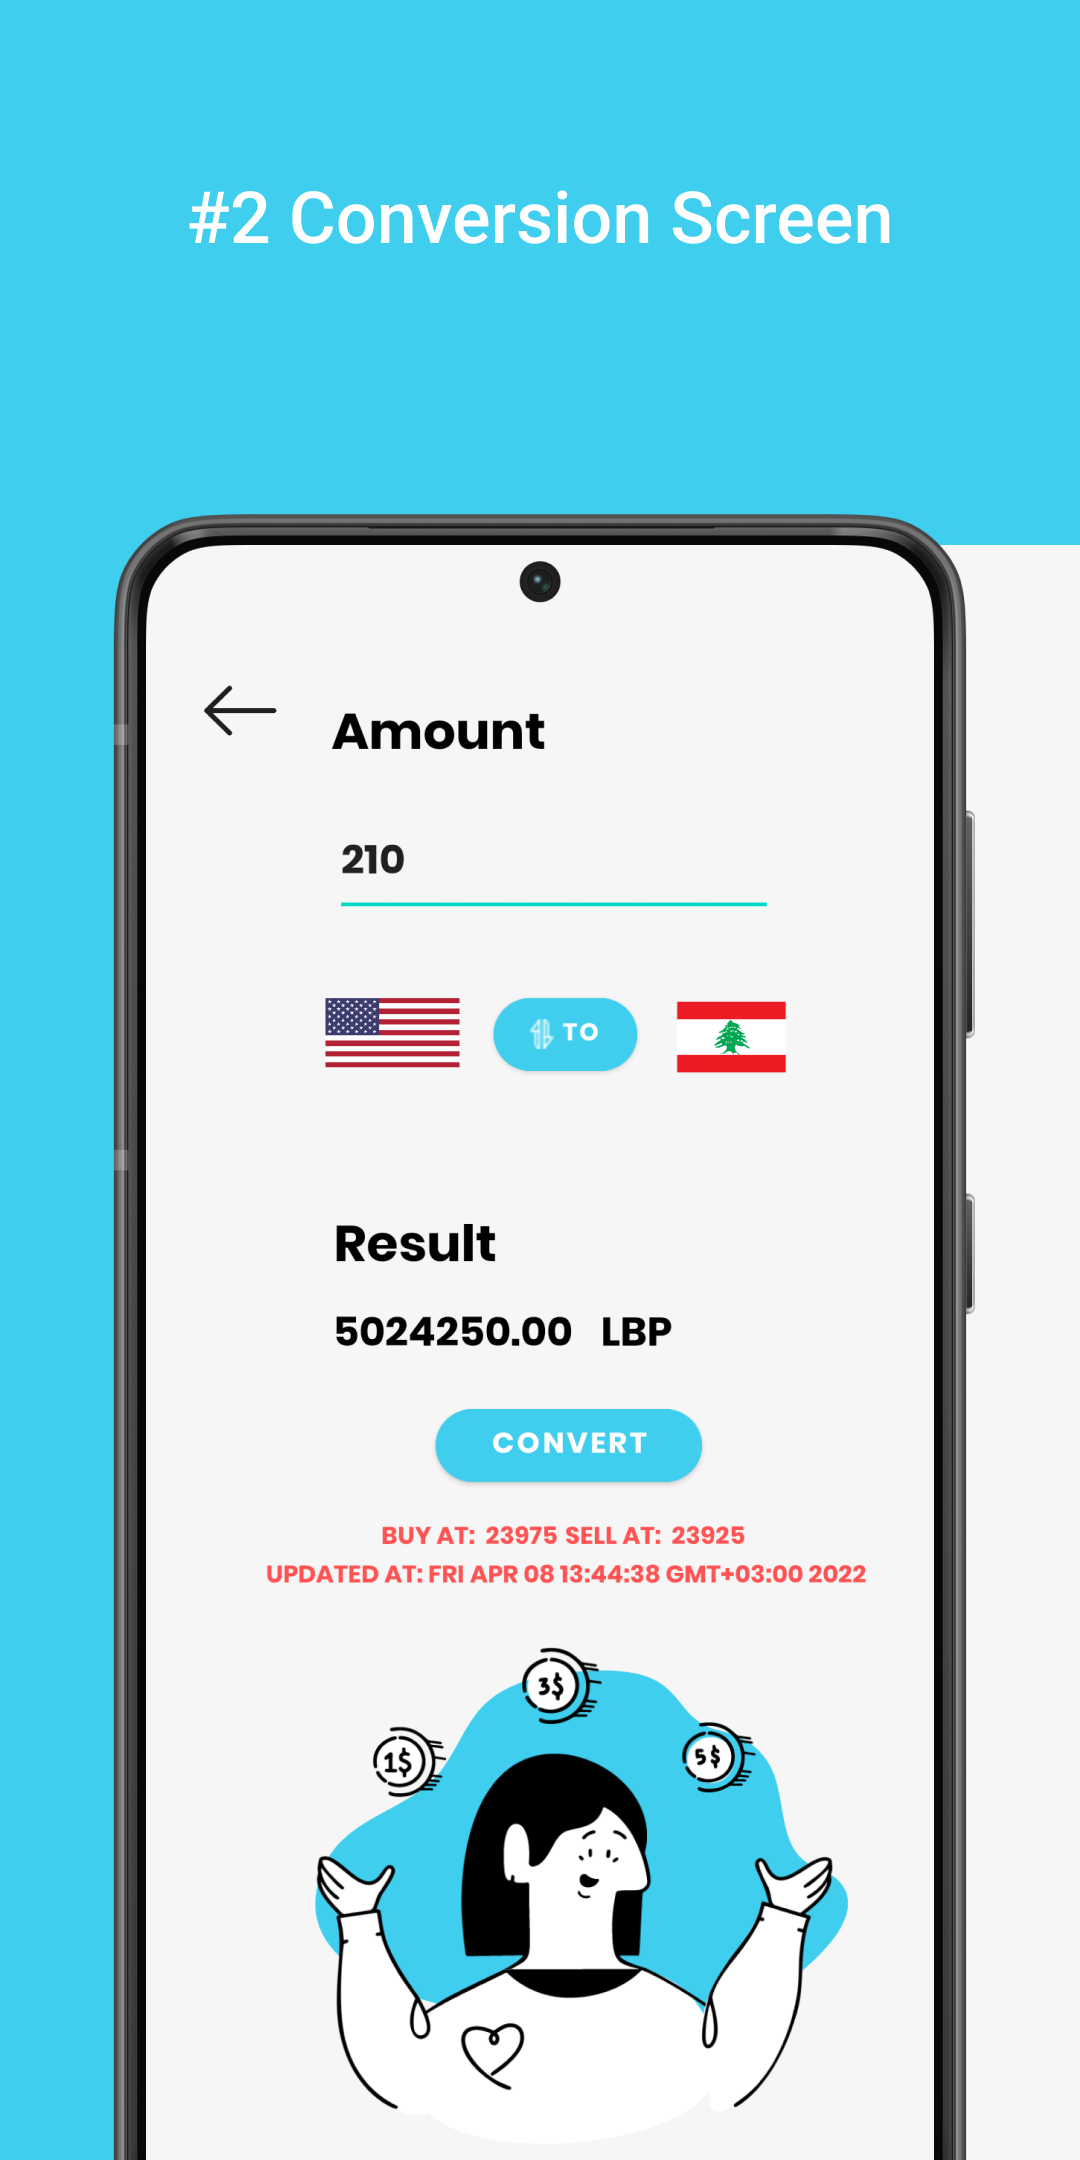 #2 Conversion Screen
Amount
210
TO
Result
5024250.00 LBP
CONVERT
BUY AT: 23975 SELL AT: 23925
UPDATED AT: FRI APR 08 13:44:38 GMT+03:00 2022
3$
1$
5$